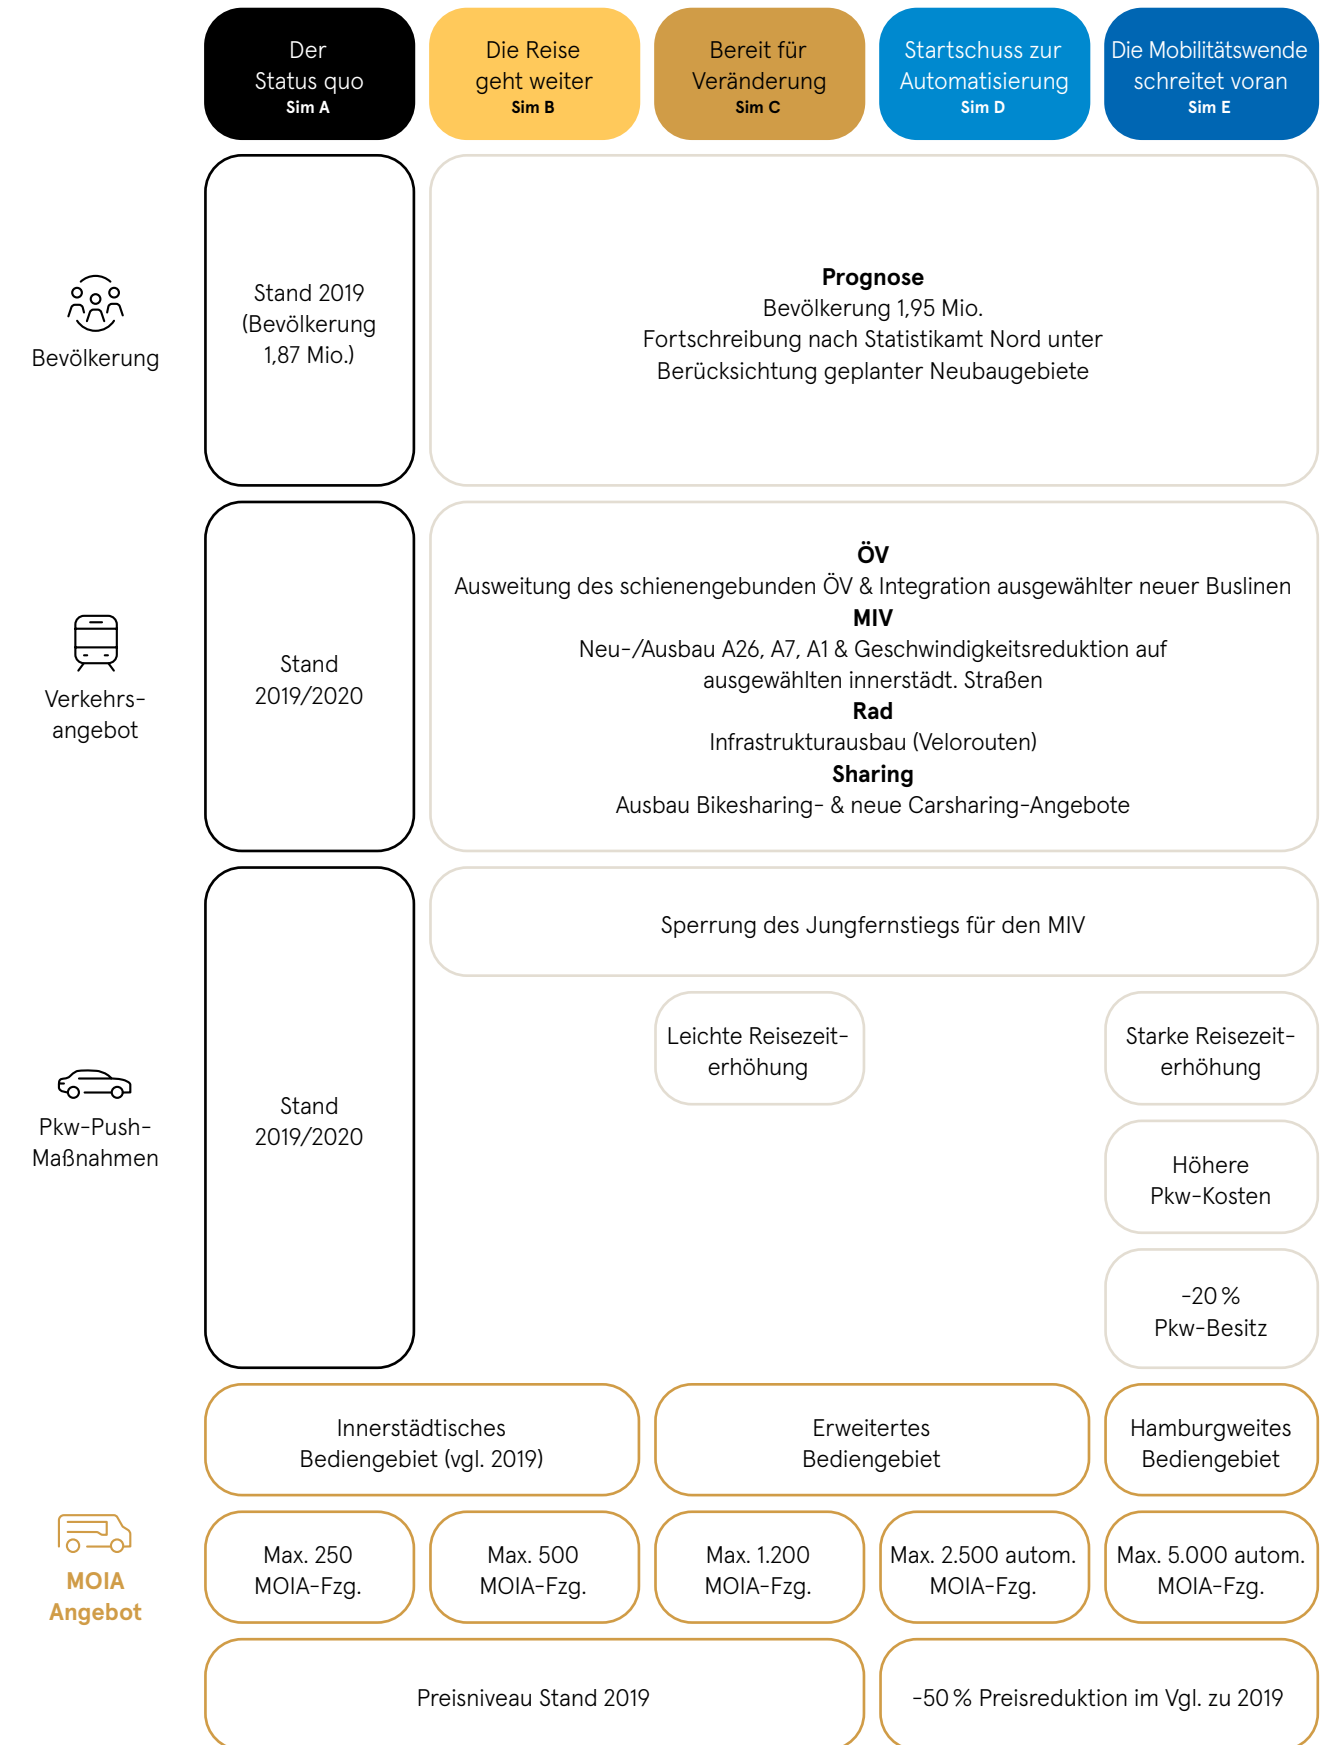 Der
Status quo
Sim A
Die Reise
geht weiter
Sim B
Bereit für
Veränderung
Sim C
Startschuss zur
Automatisierung
Sim D
Die Mobilitätswende
schreitet voran
Sim E
Bevölkerung
Stand 2019
(Bevölkerung
1,87 Mio.)
Prognose
Bevölkerung 1,95 Mio.
Fortschreibung nach Statistikamt Nord unter
Berücksichtung geplanter Neubaugebiete
Verkehrs-
angebot
Stand
2019/2020
ÖV
Ausweitung des schienengebunden ÖV & Integration ausgewählter neuer Buslinen
MIV
Neu-/Ausbau A26, A7, A1 & Geschwindigkeitsreduktion auf
ausgewählten innerstädt. Straßen
Rad
Infrastrukturausbau (Velorouten)
Sharing
Ausbau Bikesharing- & neue Carsharing-Angebote
Pkw-Push-
Maßnahmen
Stand
2019/2020
Sperrung des Jungfernstiegs für den MIV
Leichte Reisezeit-
erhöhung
Starke Reisezeit-
erhöhung
Höhere
Pkw-Kosten
-20 %
Pkw-Besitz
MOIA
Angebot
Innerstädtisches
Bediengebiet (vgl. 2019)
Erweitertes
Bediengebiet
Hamburgweites
Bediengebiet
Max. 250
MOIA-Fzg.
Max. 500
MOIA-Fzg.
Max. 1.200
MOIA-Fzg.
Max. 2.500 autom.
MOIA-Fzg.
Max. 5.000 autom.
MOIA-Fzg.
Preisniveau Stand 2019
-50 % Preisreduktion im Vgl. zu 2019